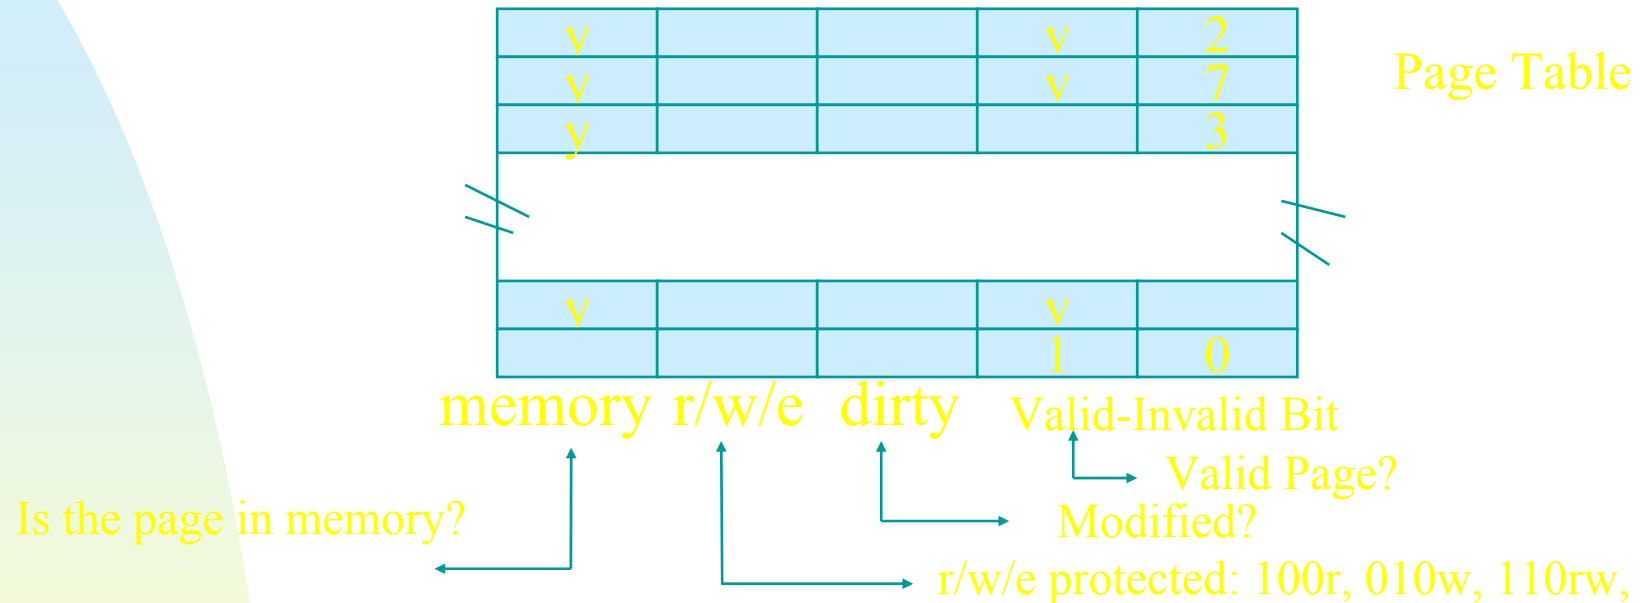 v v 2
v v 7
y 3
Page Table
v v
1 0
memory r/w/e dirty Valid-Invalid Bit
Valid Page?
Is the page in memory?
Modified?
r/w/e protected: 100r, 010w, 110rw,